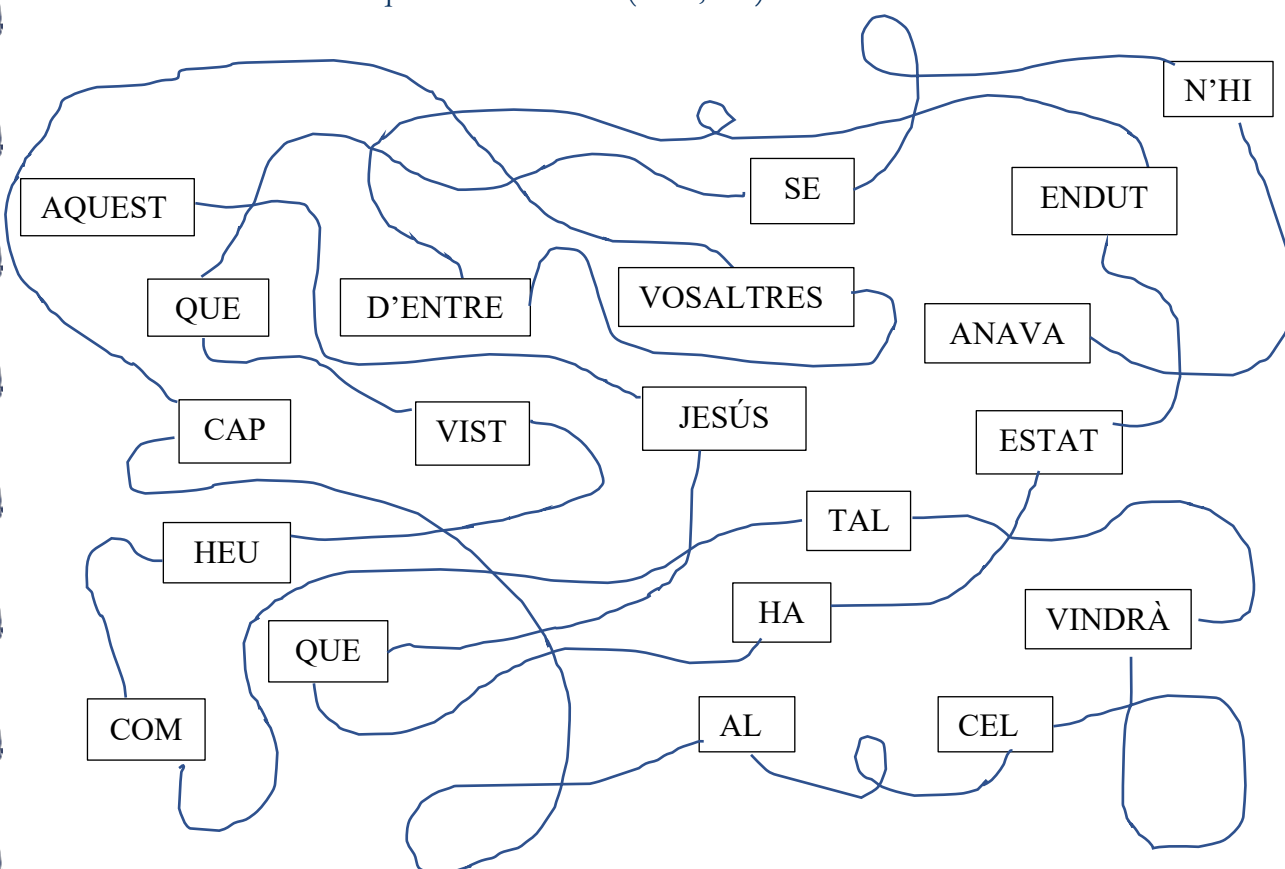 N'HI
SE
ENDUT
AQUEST
QUE
D'ENTRE
VOSALTRES
ANAVA
CAP
VIST
JESÚS
ESTAT
TAL
HEU
HA
VINDRÀ
QUE
COM
AL
CEL